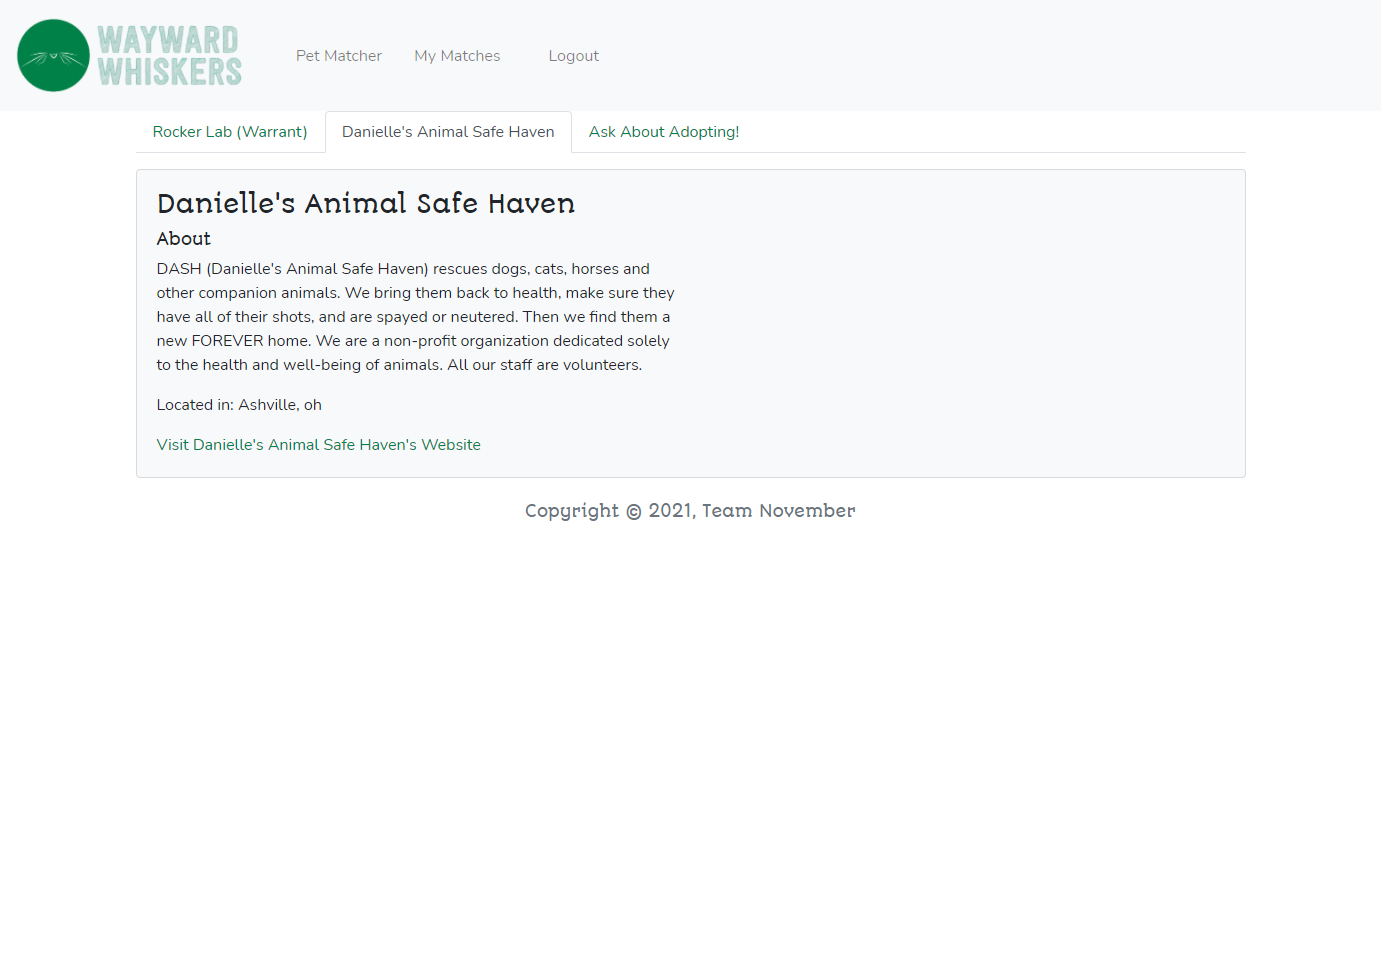 WAYWARD
WHISKERS
Pet Matcher My Matches Logout
Rocker Lab (Warrant) Danielle's Animal Safe Haven Ask About Adopting!
Danielle's Animal Safe Haven
About
DASH (Danielle's Animal Safe Haven) rescues dogs, cats, horses and
other companion animals. We bring them back to health, make sure they
have all of their shots, and are spayed or neutered. Then we find them a
new FOREVER home. We are a non-profit organization dedicated solely
to the health and well-being of animals. All our staff are volunteers.
Located in: Ashville, oh
Visit Danielle's Animal Safe Haven's Website
Copyright © 2021, Team November